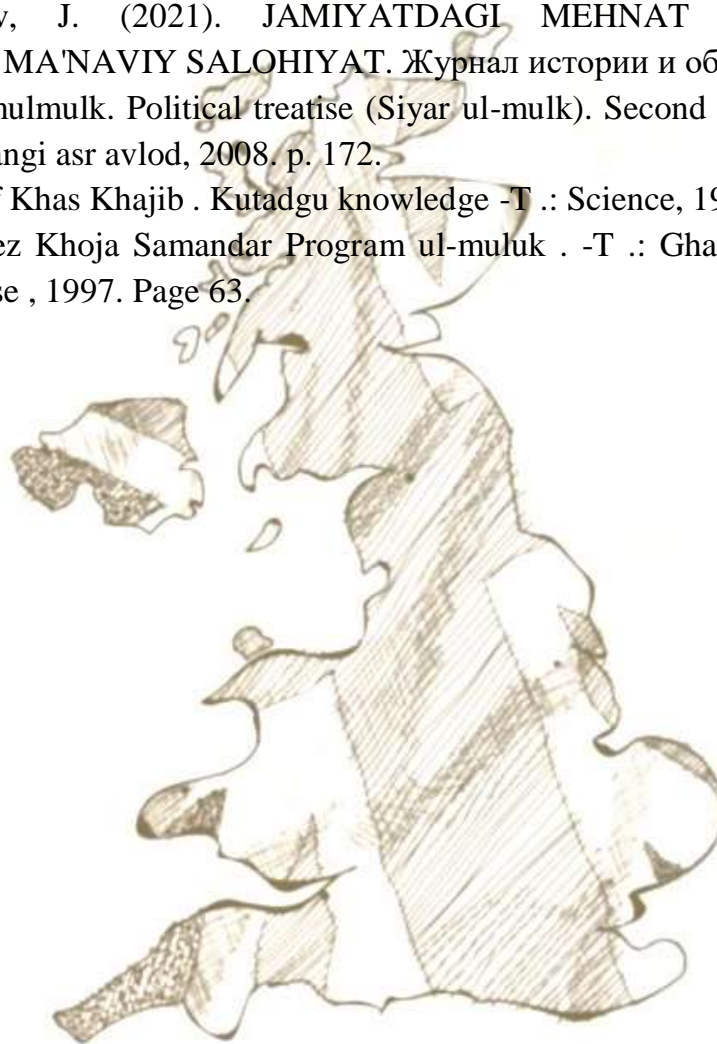 v, J. (2021). JAMIYATDAGI MEHNAT
MA'NAVIY SALOHIYAT. Журнал истории и об
nulmulk. Political treatise (Siyar ul-mulk). Second
angi asr avlod, 2008. p. 172.
f Khas Khajib . Kutadgu knowledge -T .: Science, 19
ez Khoja Samandar Program ul-muluk . -T .: Gha
se , 1997. Page 63.